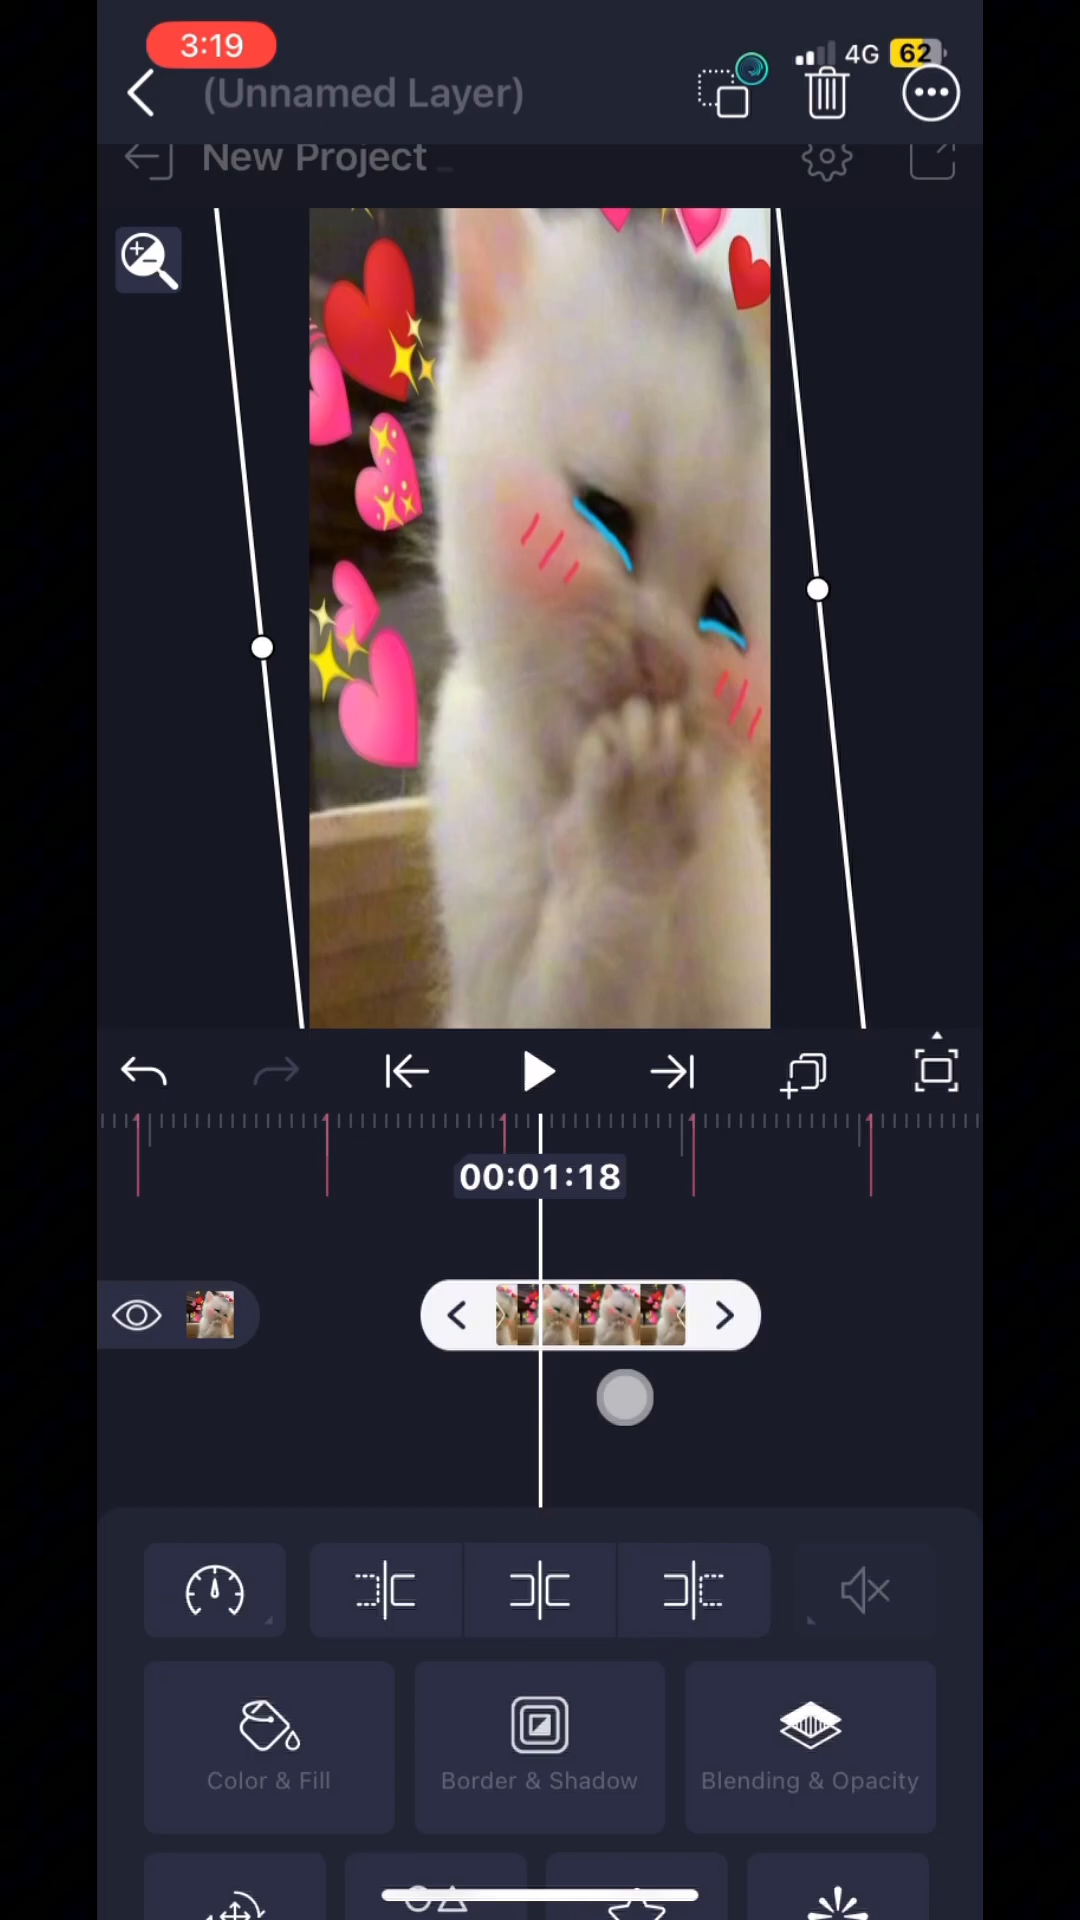 3:19
4G
62
(Unnamed Layer)
New Project
00:01:18
Color & Fill
Border & Shadow
Blending & Opacity